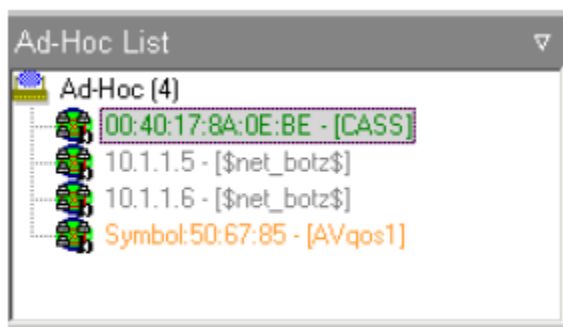 Ad-Hoc List
Ad-Hoc (4)
00:40:17:8A:0E:BE - [CASS]
10.1.1.5 - [$net_botz$]
10.1.1.6 - [$net_botz$]
Symbol:50:67:85 - [AVqos1]